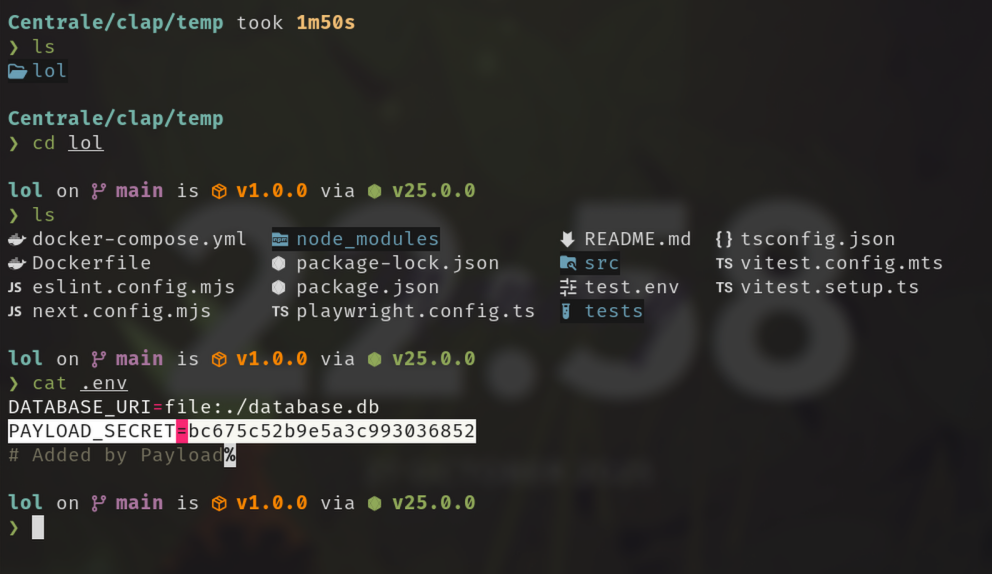 Centrale/clap/temp took 1m50s
❯ ls
lol
Centrale/clap/temp
❯ cd lol
lol on main is v1.0.0 via v25.0.0
❯ ls
docker-compose.yml node_modules README.md tsconfig.json
Dockerfile package-lock.json src vitest.config.mts
eslint.config.mjs package.json test.env vitest.setup.ts
next.config.mjs playwright.config.ts tests
lol on main is v1.0.0 via v25.0.0
❯ cat .env
DATABASE_URI=file:./database.db
PAYLOAD_SECRET=bc675c52b9e5a3c993036852
# Added by Payload%
lol on main is v1.0.0 via v25.0.0
❯
22:58